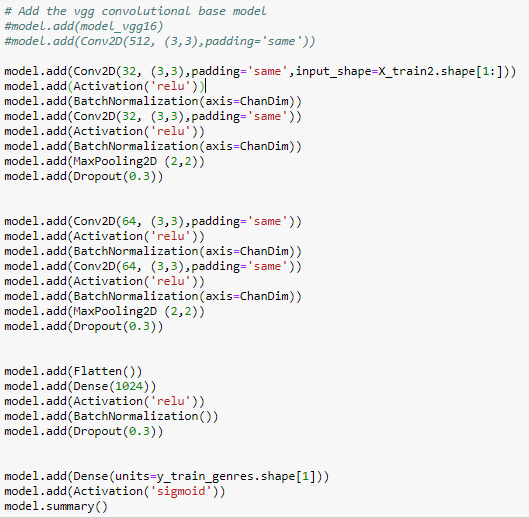 # Add the vgg convolutional base model
#model.add(model_vgg16)
#model.add(Conv2D(512, (3,3),padding='same'))
model.add(Conv2D(32, (3,3),padding='same',input_shape=X_train2.shape[1:]))
model.add(Activation('relu'))
model.add(BatchNormalization(axis=ChanDim))
model.add(Conv2D(32, (3,3),padding='same'))
model.add(Activation('relu'))
model.add(BatchNormalization(axis=ChanDim))
model.add(MaxPooling2D (2,2))
model.add(Dropout(0.3))
model.add(Conv2D(64, (3,3),padding='same'))
model.add(Activation('relu'))
model.add(BatchNormalization(axis=ChanDim))
model.add(Conv2D(64, (3,3),padding='same'))
model.add(Activation('relu'))
model.add(BatchNormalization(axis=ChanDim))
model.add(MaxPooling2D (2,2))
model.add(Dropout(0.3))
model.add(Flatten())
model.add(Dense(1024))
model.add(Activation('relu'))
model.add(BatchNormalization())
model.add(Dropout(0.3))
model.add(Dense(units=y_train_genres.shape[1]))
model.add(Activation('sigmoid'))
model.summary()